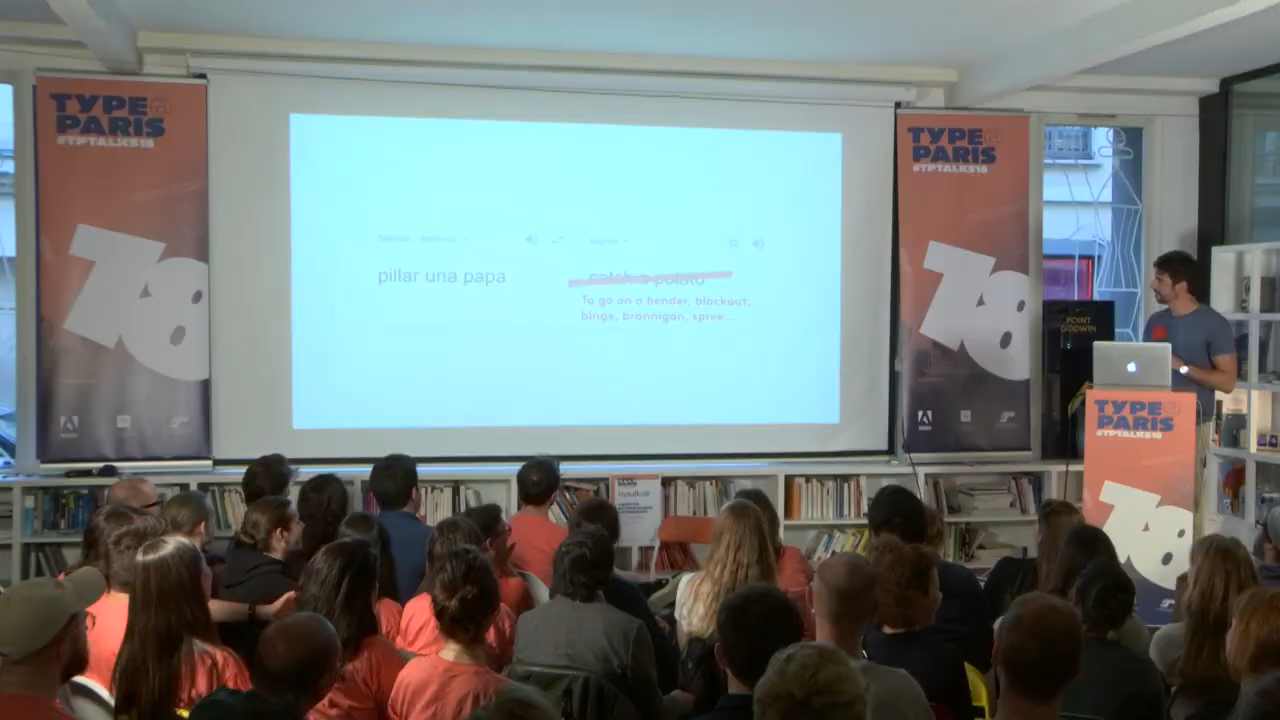 TYPE@
PARIS
#TPTALKS18
18
pillar una papa
English
catch a potato
To go on a bender, blackout,
binge, brannigan, spree...
TYPE@
PARIS
#TPTALKS18
18
POINT
GODWIN
TYPE@
PARIS
#TPTALKS18
18